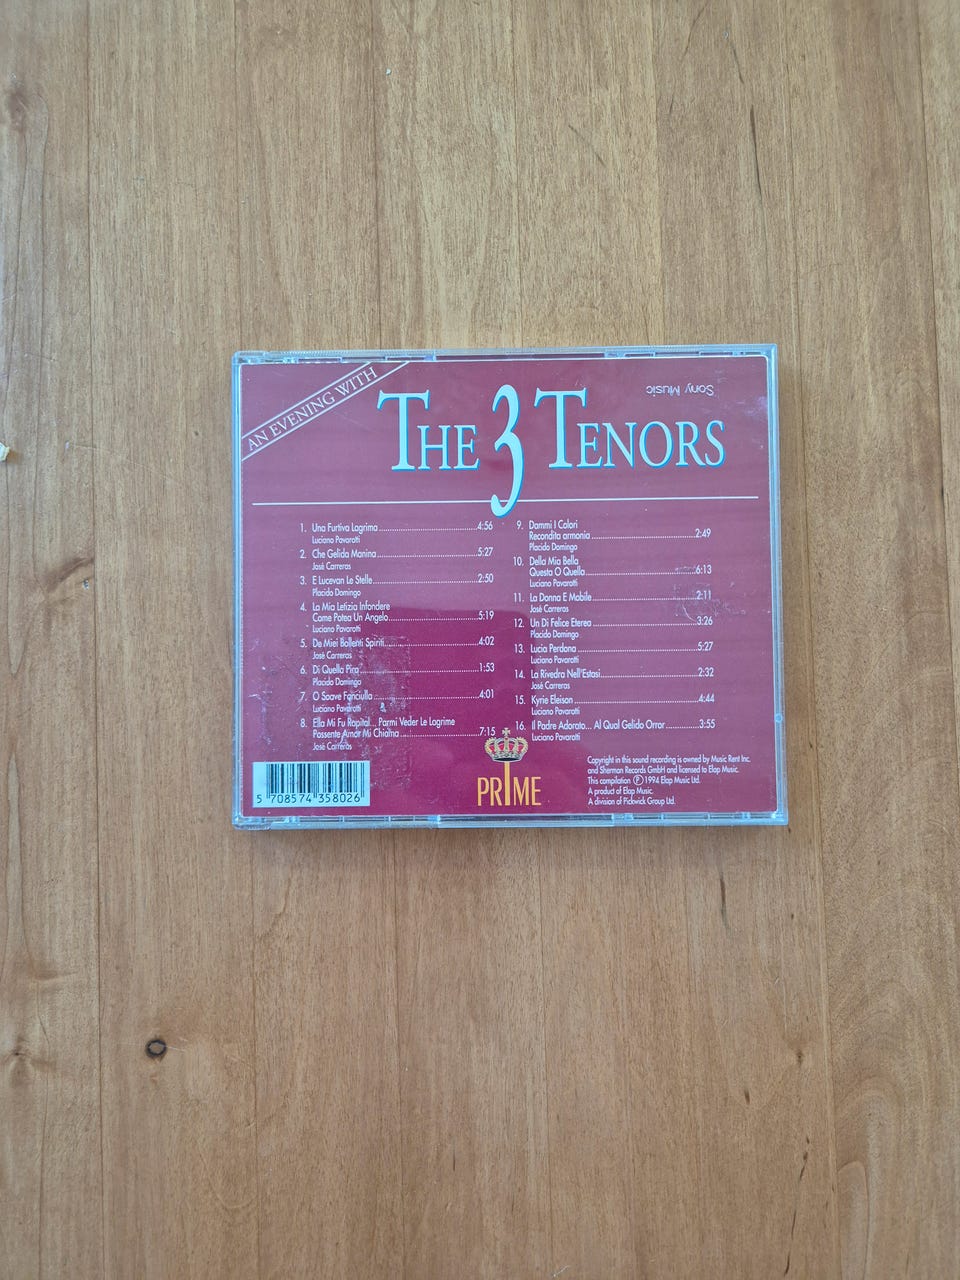 AN EVENING WITH
THE 3 TENORS
Sony Music
1. Una Furtiva Lagrima 4:56
Luciano Pavarotti
2. Che Gelida Manina 5:27
José Carreras
3. E Lucevan Le Stelle 2:50
Placido Domingo
4. La Mia Letizia Infondere
Come Potea Un Angelo 5:19
Luciano Pavarotti
5. De Miei Bollenti Spiriti 4:02
José Carreras
6. Di Quella Pira 1:53
Placido Domingo
7. O Soave Fanciulla 4:01
Luciano Pavarotti
8. Ella Mi Fu Rapita!... Parmi Veder Le Lagrime
Possente Amor Mi Chiama 7:15
José Carreras
9. Dammi I Colori
Recondita armonia 2:49
Placido Domingo
10. Della Mia Bella
Questa O Quella 6:13
Luciano Pavarotti
11. La Donna E Mobile 2:11
José Carreras
12. Un Di Felice Eterea 3:26
Placido Domingo
13. Lucia Perdona 5:27
Luciano Pavarotti
14. La Rivedra Nell'Estasi 2:32
José Carreras
15. Kyrie Eleison 4:44
Luciano Pavarotti
16. Il Padre Adorato... Al Qual Gelido Orror 3:55
Luciano Pavarotti
5 708574 358026
PRIME
Copyright in this sound recording is owned by Music Rent Inc.
and Sherman Records GmbH and licensed to Elap Music.
This compilation ℗ 1994 Elap Music Ltd.
A product of Elap Music.
A division of Pickwick Group Ltd.